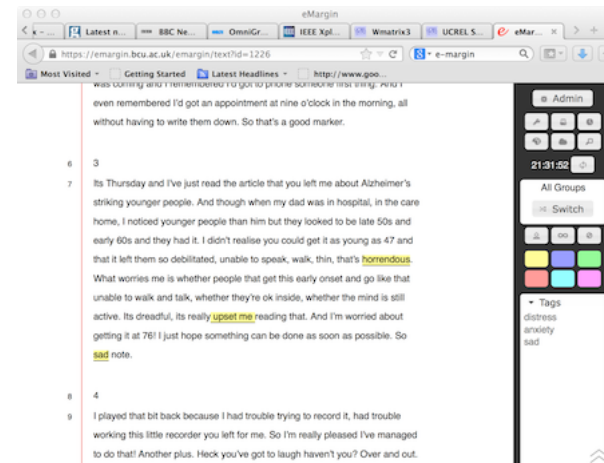 eMargin
k – ...
Latest n...
BBC Ne...
OmniGr...
IEEE Xpl...
Wmatrix3
UCREL S...
eMar...
https://emargin.bcu.ac.uk/emargin/text?id=1226
e-margin
Most Visited
Getting Started
Latest Headlines
http://www.goo...
was coming and I remembered I'd got to phone someone first thing. And I
even remembered I'd got an appointment at nine o'clock in the morning, all
without having to write them down. So that's a good marker.
6 3
7 Its Thursday and I've just read the article that you left me about Alzheimer's
striking younger people. And though when my dad was in hospital, in the care
home, I noticed younger people than him but they looked to be late 50s and
early 60s and they had it. I didn't realise you could get it as young as 47 and
that it left them so debilitated, unable to speak, walk, thin, that's horrendous.
What worries me is whether people that get this early onset and go like that
unable to walk and talk, whether they're ok inside, whether the mind is still
active. Its dreadful, its really upset me reading that. And I'm worried about
getting it at 76! I just hope something can be done as soon as possible. So
sad note.
8 4
9 I played that bit back because I had trouble trying to record it, had trouble
working this little recorder you left for me. So I'm really pleased I've managed
to do that! Another plus. Heck you've got to laugh haven't you? Over and out.
Admin
21:31:52
All Groups
Switch
Tags
distress
anxiety
sad